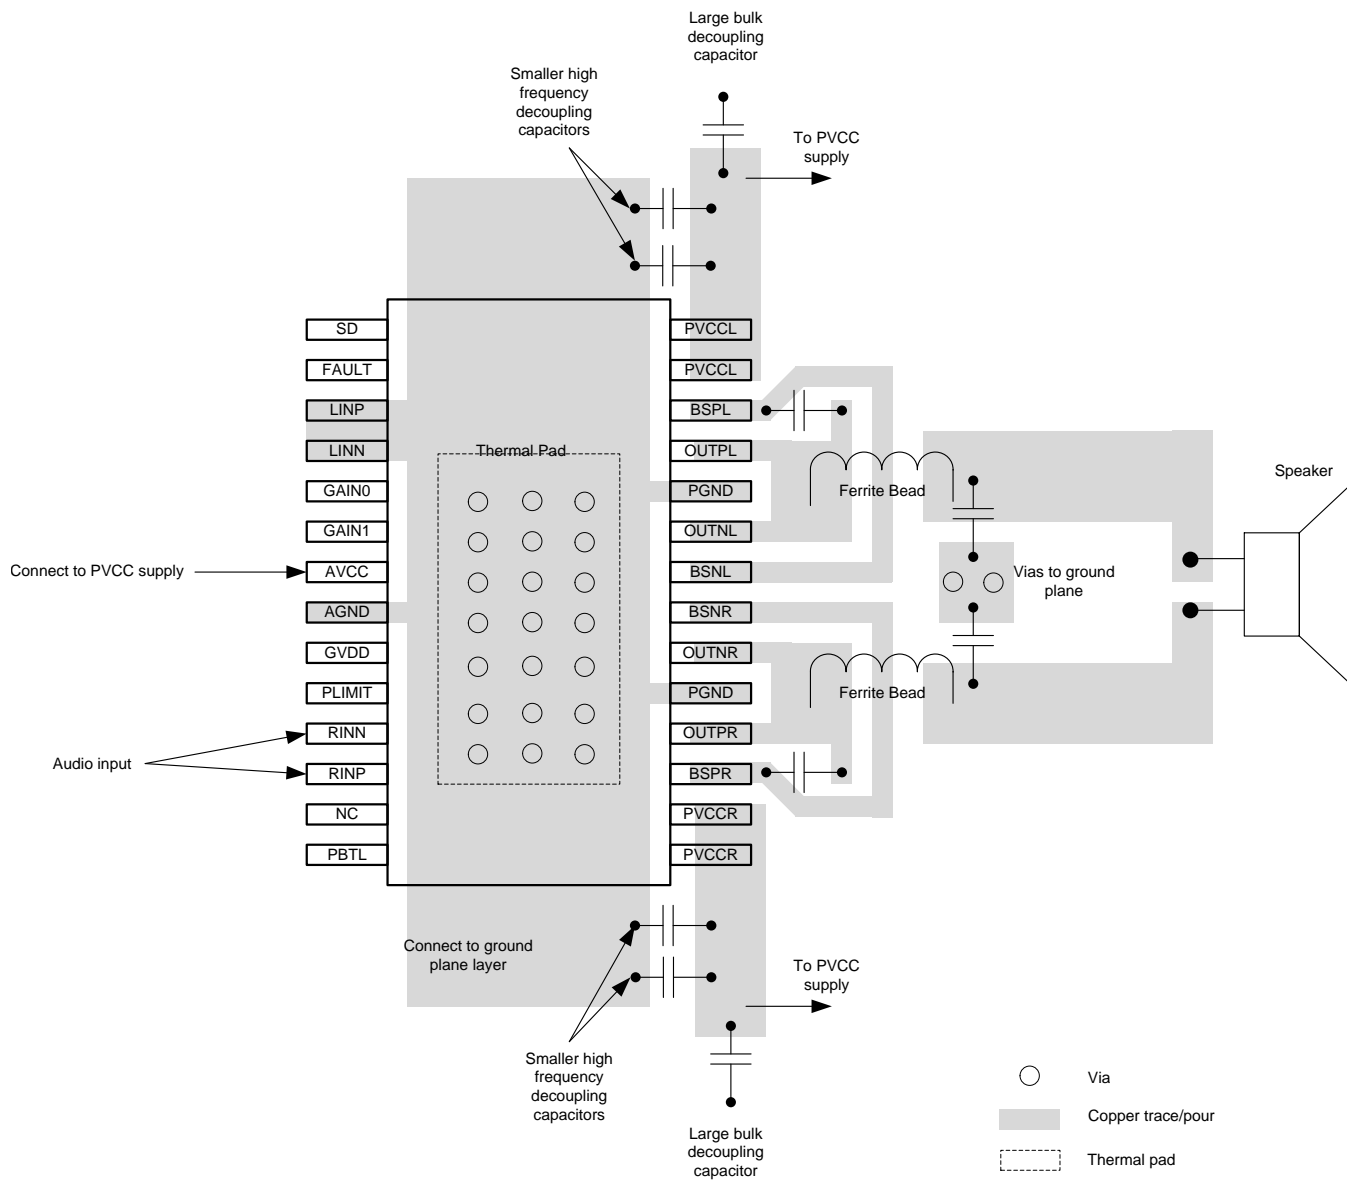 Large bulk
decoupling
capacitor
Smaller high
frequency
decoupling
capacitors
To PVCC
supply
SD
PVCCL
FAULT
PVCCL
LINP
BSPL
LINN
Thermal Pad
OUTPL
GAIN0
PGND
Ferrite Bead
Speaker
GAIN1
OUTNL
Connect to PVCC supply
AVCC
BSNL
Vias to ground
plane
AGND
BSNR
GVDD
OUTNR
PLIMIT
PGND
Ferrite Bead
RINN
OUTPR
Audio input
RINP
BSPR
NC
PVCCR
PBTL
PVCCR
Connect to ground
plane layer
To PVCC
supply
Smaller high
frequency
decoupling
capacitors
Large bulk
decoupling
capacitor
Via
Copper trace/pour
Thermal pad